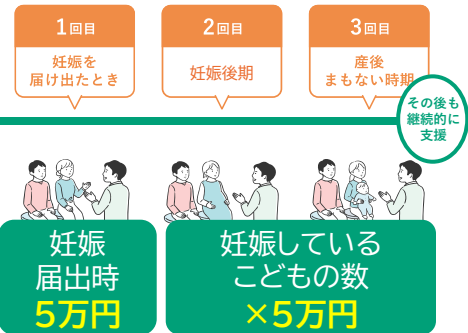 1回目
妊娠を
届け出たとき
2回目
妊娠後期
3回目
産後
まもない時期
その後も
継続的に
支援
妊娠
届出時
5万円
妊娠している
こどもの数
×5万円